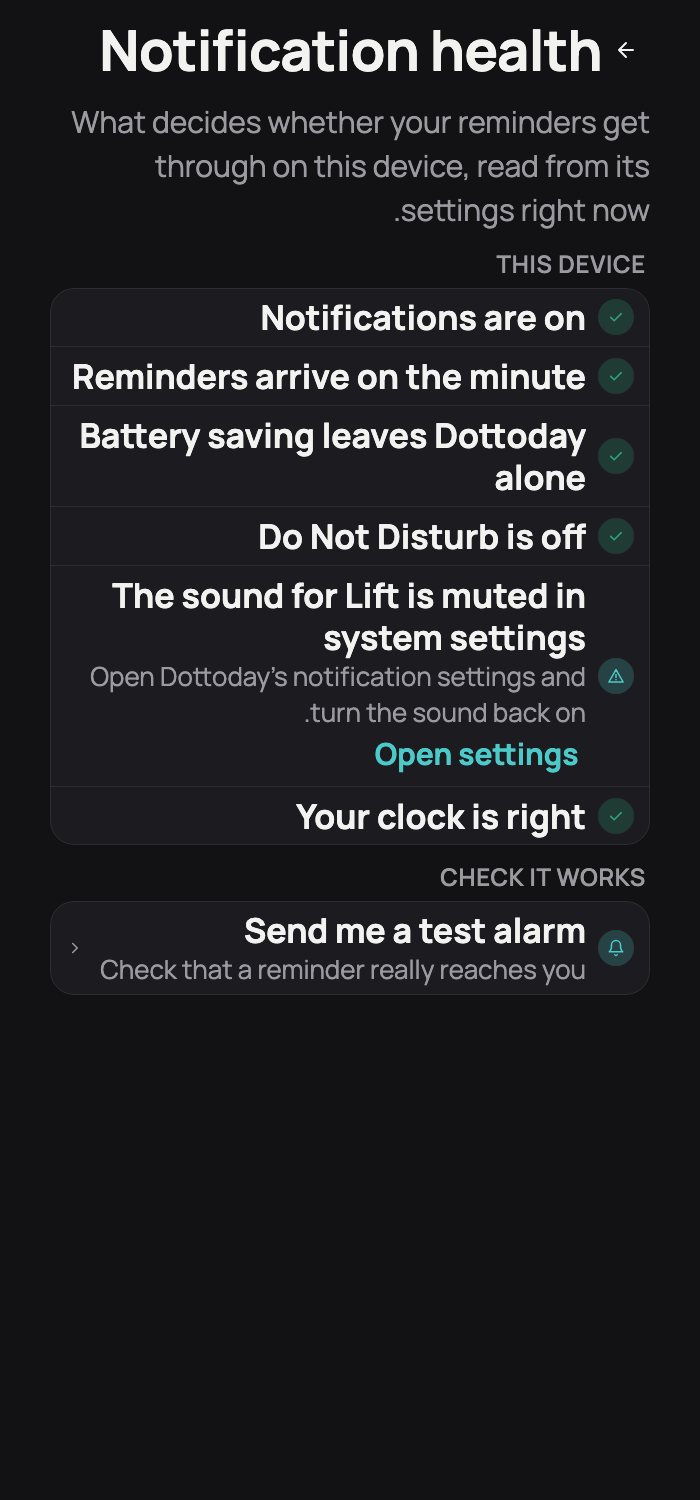 Notification health
What decides whether your reminders get
through on this device, read from its
.settings right now
THIS DEVICE
Notifications are on
Reminders arrive on the minute
Battery saving leaves Dottoday
alone
Do Not Disturb is off
The sound for Lift is muted in
system settings
Open Dottoday's notification settings and
.turn the sound back on
Open settings
Your clock is right
CHECK IT WORKS
Send me a test alarm
Check that a reminder really reaches you